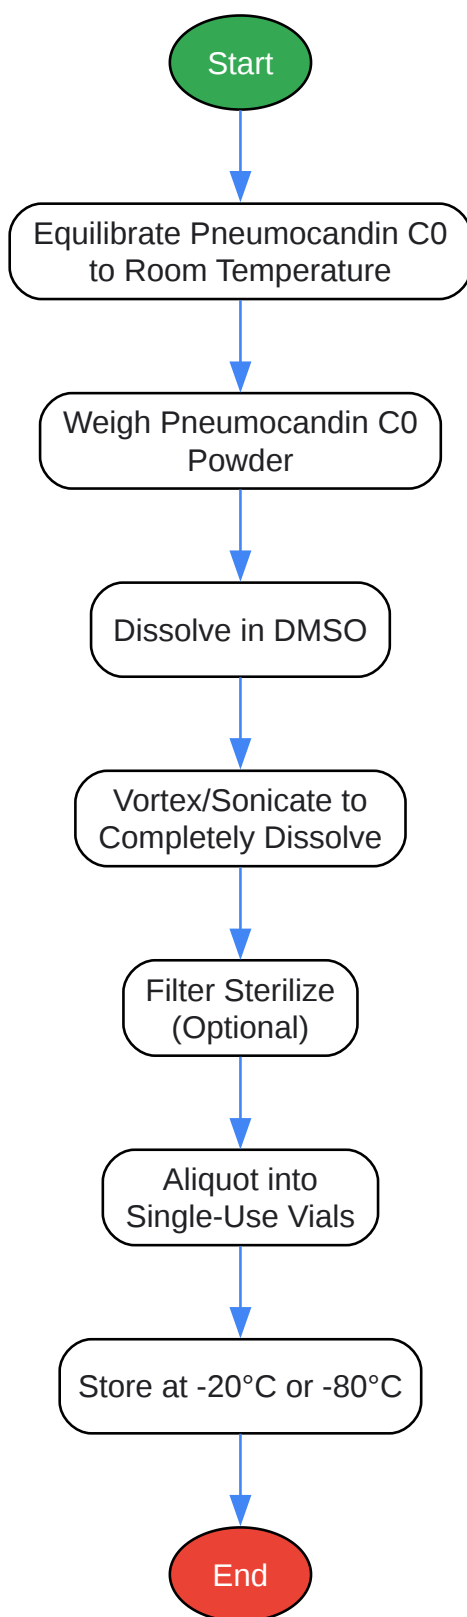 Start
Equilibrate Pneumocandin C0
to Room Temperature
Weigh Pneumocandin C0
Powder
Dissolve in DMSO
Vortex/Sonicate to
Completely Dissolve
Filter Sterilize
(Optional)
Aliquot into
Single-Use Vials
Store at -20°C or -80°C
End